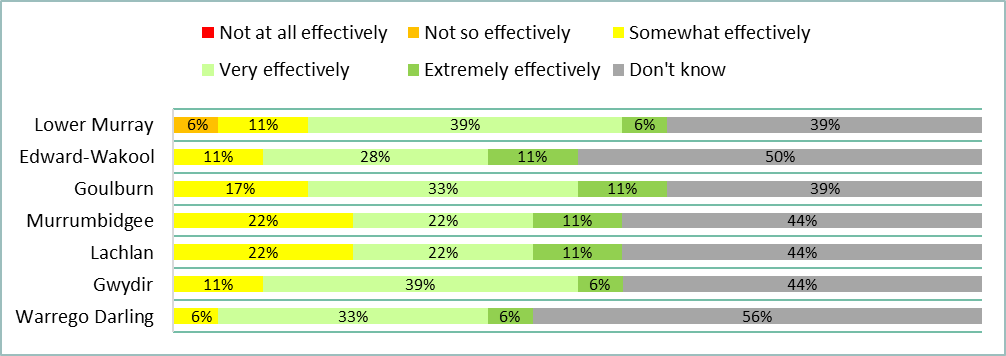 Not at all effectively Not so effectively Somewhat effectively
Very effectively Extremely effectively Don't know
Lower Murray 6% 11% 39% 6% 39%
Edward-Wakool 11% 28% 11% 50%
Goulburn 17% 33% 11% 39%
Murrumbidgee 22% 22% 11% 44%
Lachlan 22% 22% 11% 44%
Gwydir 11% 39% 6% 44%
Warrego Darling 6% 33% 6% 56%